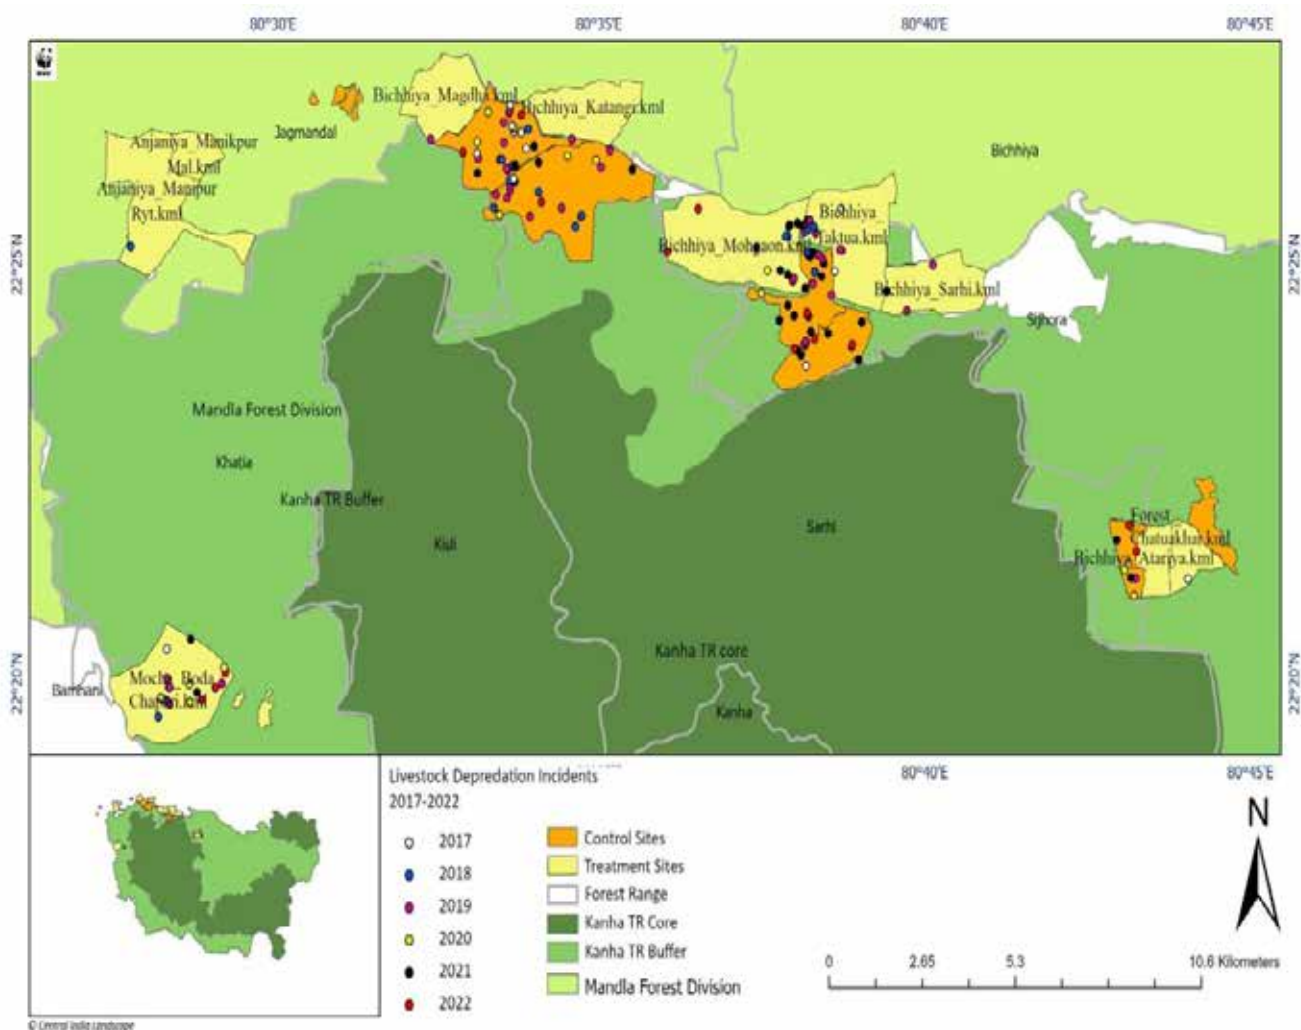 80°30'E 80°35'E 80°40'E 80°45'E
WWF
Bichhiya_Magdha.kml
Bichhiya_Katangi.kml
Jagmandal
Anjaniya_Manikpur
Mal.kml
Anjaniya_Manipur
Ryt.kml
Bichhiya
Bichhiya
Taktua.kml
Bichhiya_Mohgaon.kml
22°25'N
22°25'N
Bichhiya_Sarhi.kml
Sijhora
Mandla Forest Division
Khatia
Kanha TR Buffer
Kisli
Sarhi
Forest
Chatuakhar.kml
Bichhiya_Atariya.kml
Kanha TR core
Kanha
22°20'N
22°20'N
Bamhani
Mocha_Boda
80°40'E 80°45'E
Livestock Depredation Incidents
2017-2022
2017
2018
2019
2020
2021
2022
Control Sites
Treatment Sites
Forest Range
Kanha TR Core
Kanha TR Buffer
Mandla Forest Division
N
0 2.65 5.3 10.6 Kilometers
© Central India Landscape